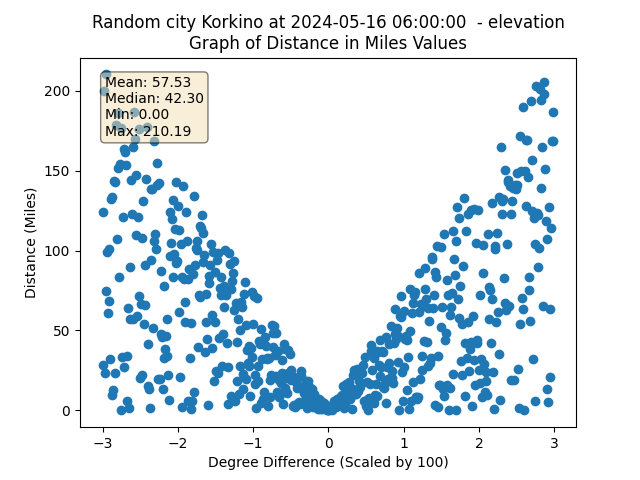 Random city Korkino at 2024-05-16 06:00:00  - elevation
Graph of Distance in Miles Values
Mean: 57.53
Median: 42.30
Min: 0.00
Max: 210.19
Distance (Miles)
200
150
100
50
0
−3 −2 −1 0 1 2 3
Degree Difference (Scaled by 100)